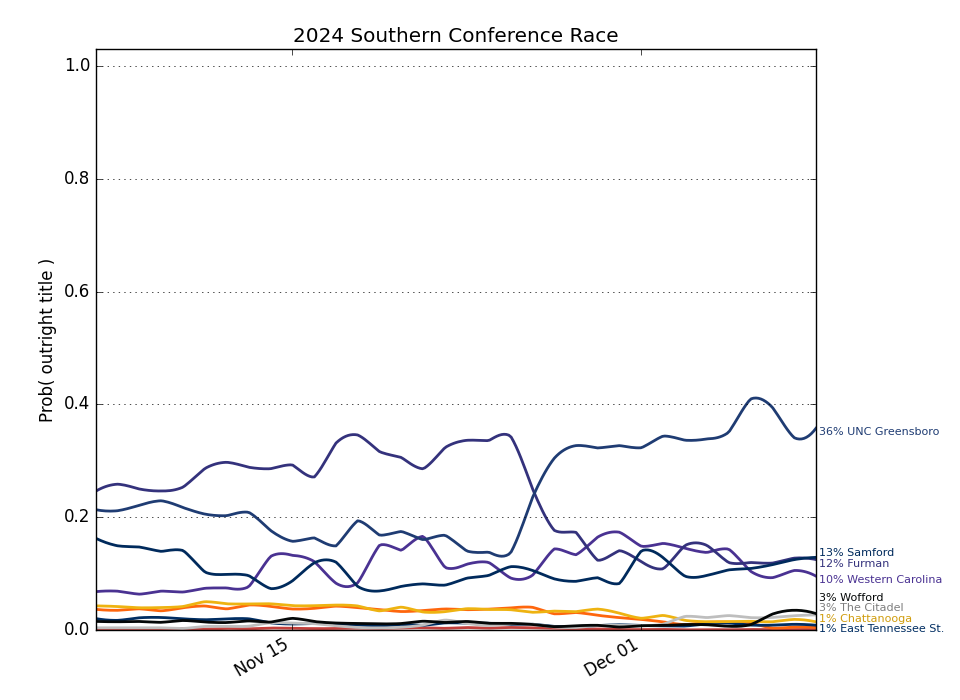 2024 Southern Conference Race
Prob( outright title )
1.0
0.8
0.6
0.4
0.2
0.0
Nov 15
Dec 01
36% UNC Greensboro
13% Samford
12% Furman
10% Western Carolina
3% Wofford
3% The Citadel
1% Chattanooga
1% East Tennessee St.